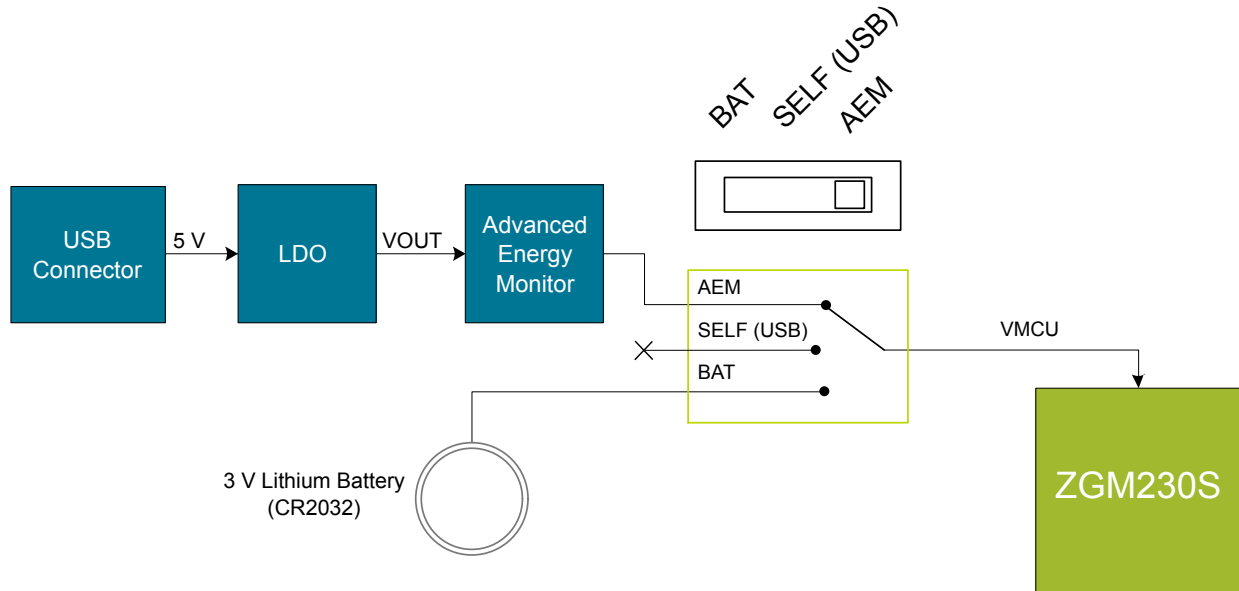 BAT
SELF (USB)
AEM
USB
Connector
5 V
LDO
VOUT
Advanced
Energy
Monitor
AEM
SELF (USB)
BAT
VMCU
3 V Lithium Battery
(CR2032)
ZGM230S